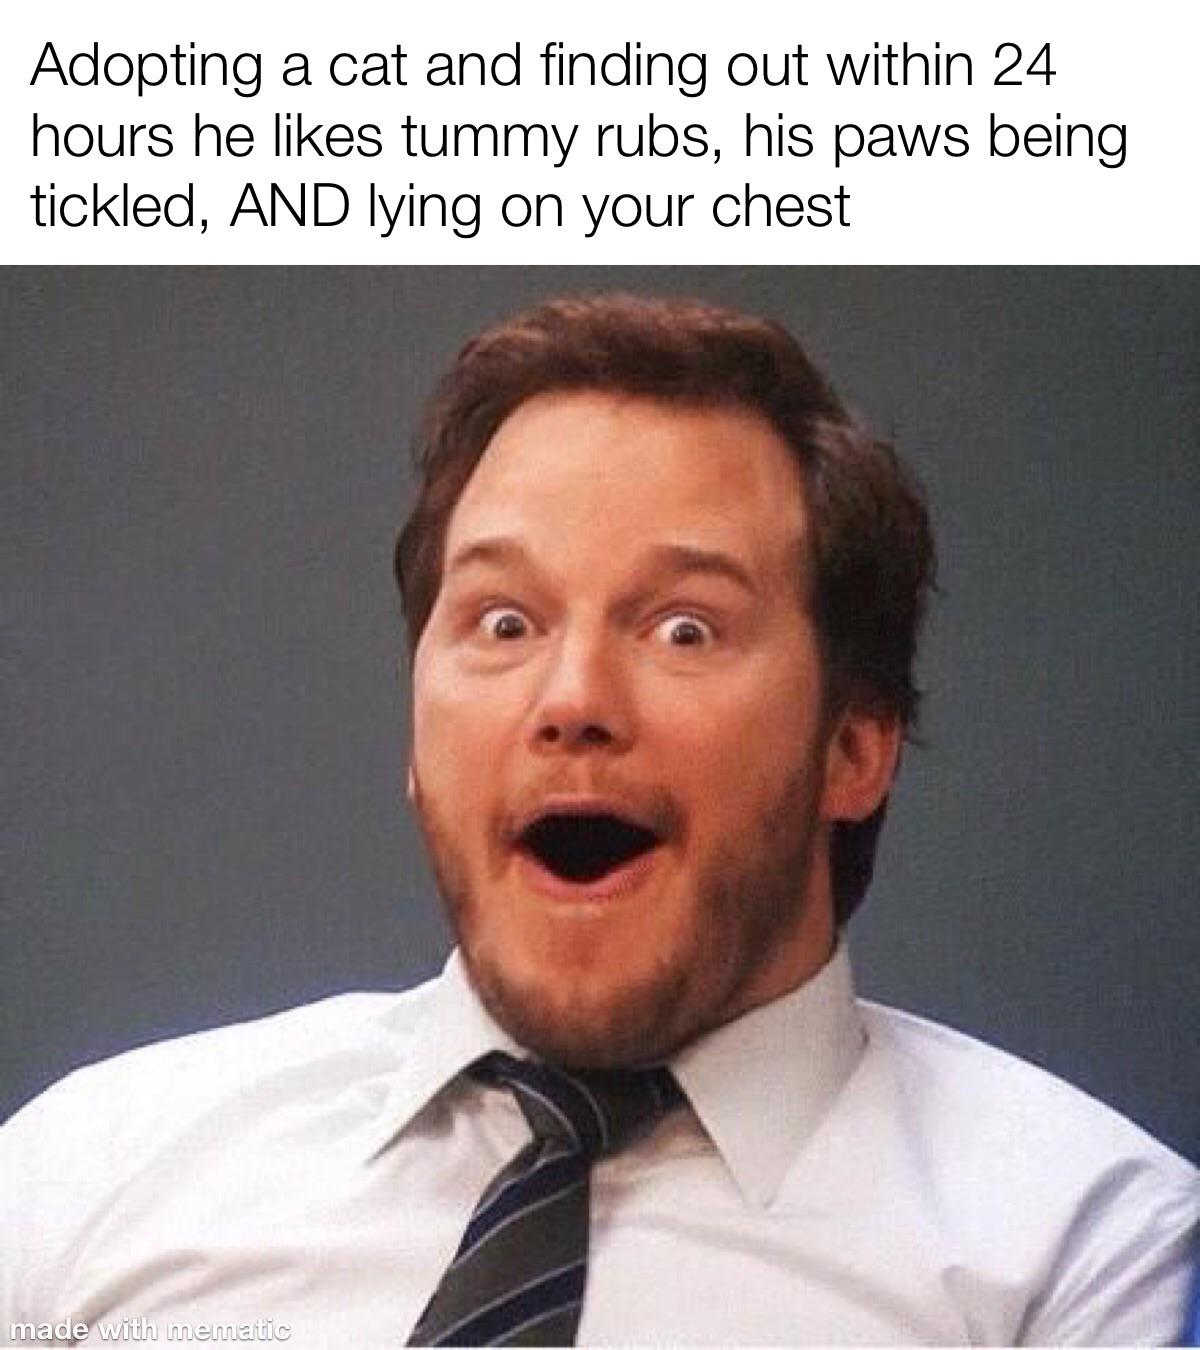 Adopting a cat and finding out within 24
hours he likes tummy rubs, his paws being
tickled, AND lying on your chest
made with mematic